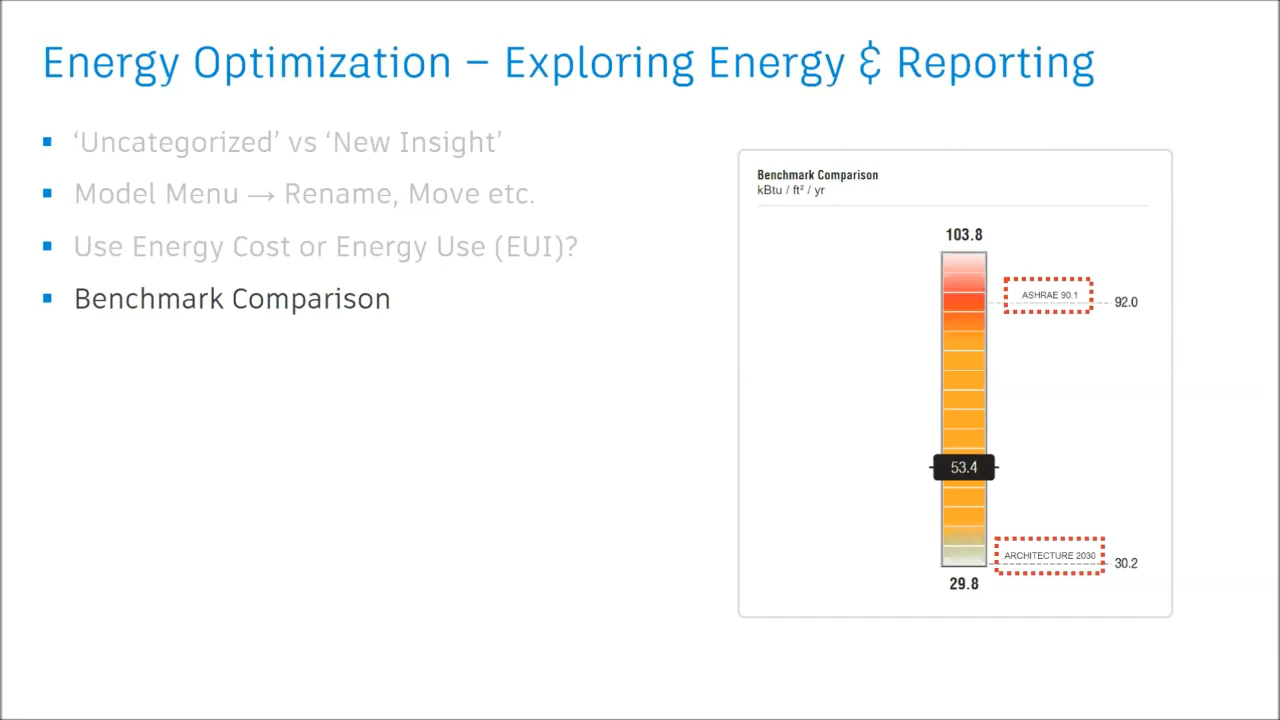 Energy Optimization – Exploring Energy & Reporting
▪ ‘Uncategorized’ vs ‘New Insight’
▪ Model Menu → Rename, Move etc.
▪ Use Energy Cost or Energy Use (EUI)?
▪ Benchmark Comparison
Benchmark Comparison
kBtu / ft² / yr
103.8
ASHRAE 90.1
92.0
53.4
ARCHITECTURE 2030
30.2
29.8